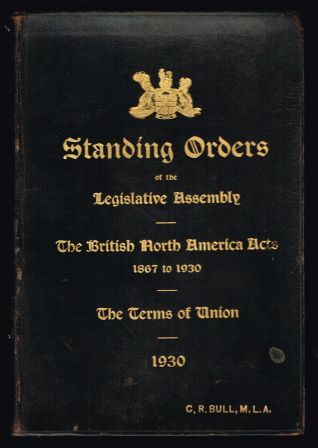 Standing Orders
of the
Legislative Assembly
The British North America Acts
1867 to 1930
The Terms of Union
1930
C. R. BULL, M.L.A.